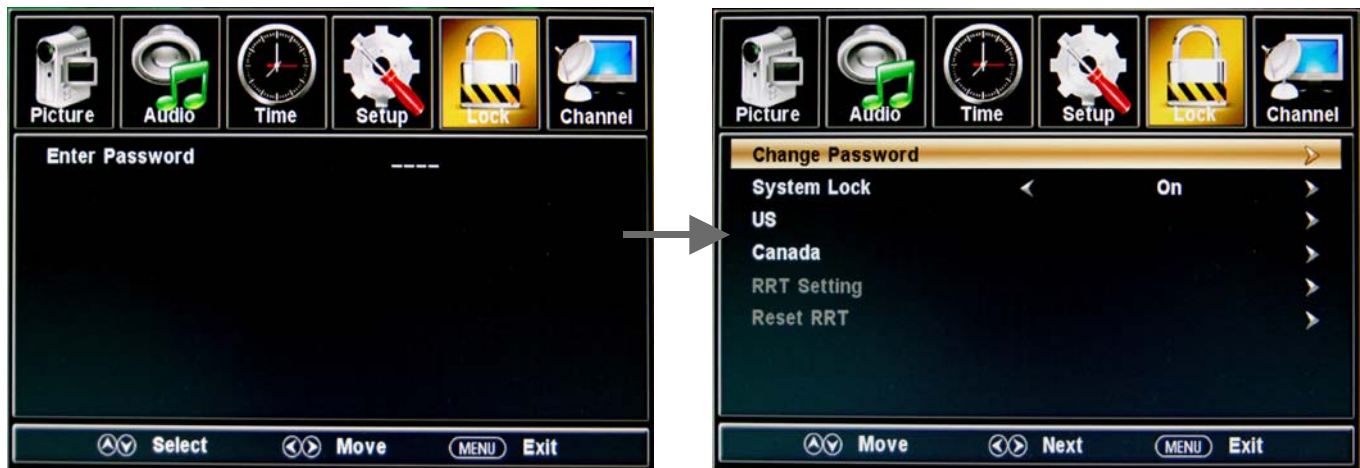 Picture Audio Time Setup Lock Channel
Enter Password _ _ _ _
Select Move MENU Exit
Picture Audio Time Setup Lock Channel
Change Password
System Lock On
US
Canada
RRT Setting
Reset RRT
Move Next MENU Exit